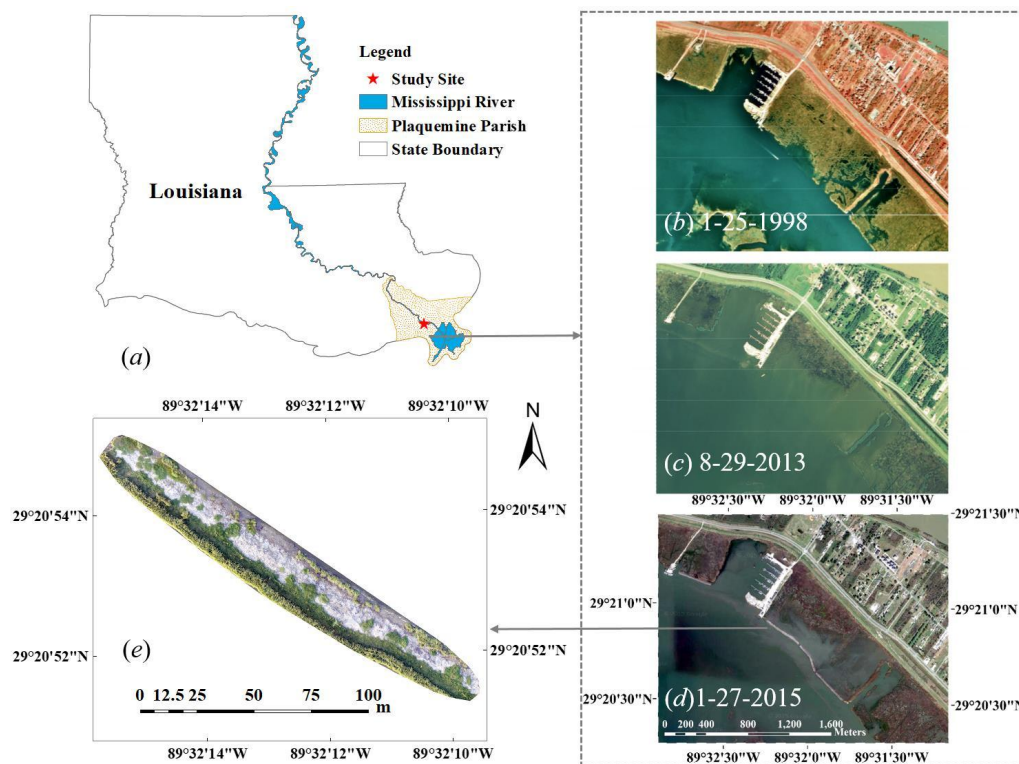 Legend
Study Site
Mississippi River
Plaquemine Parish
State Boundary
Louisiana
(a)
(b) 1-25-1998
(c) 8-29-2013
89°32'30"W 89°32'0"W 89°31'30"W
29°21'30"N
29°21'0"N 29°21'0"N
29°20'30"N 29°20'30"N
(d) 1-27-2015
0 200 400 800 1,200 1,600
Meters
89°32'30"W 89°32'0"W 89°31'30"W
89°32'14"W 89°32'12"W 89°32'10"W
N
29°20'54"N 29°20'54"N
29°20'52"N 29°20'52"N
(e)
0 12.5 25 50 75 100
m
89°32'14"W 89°32'12"W 89°32'10"W